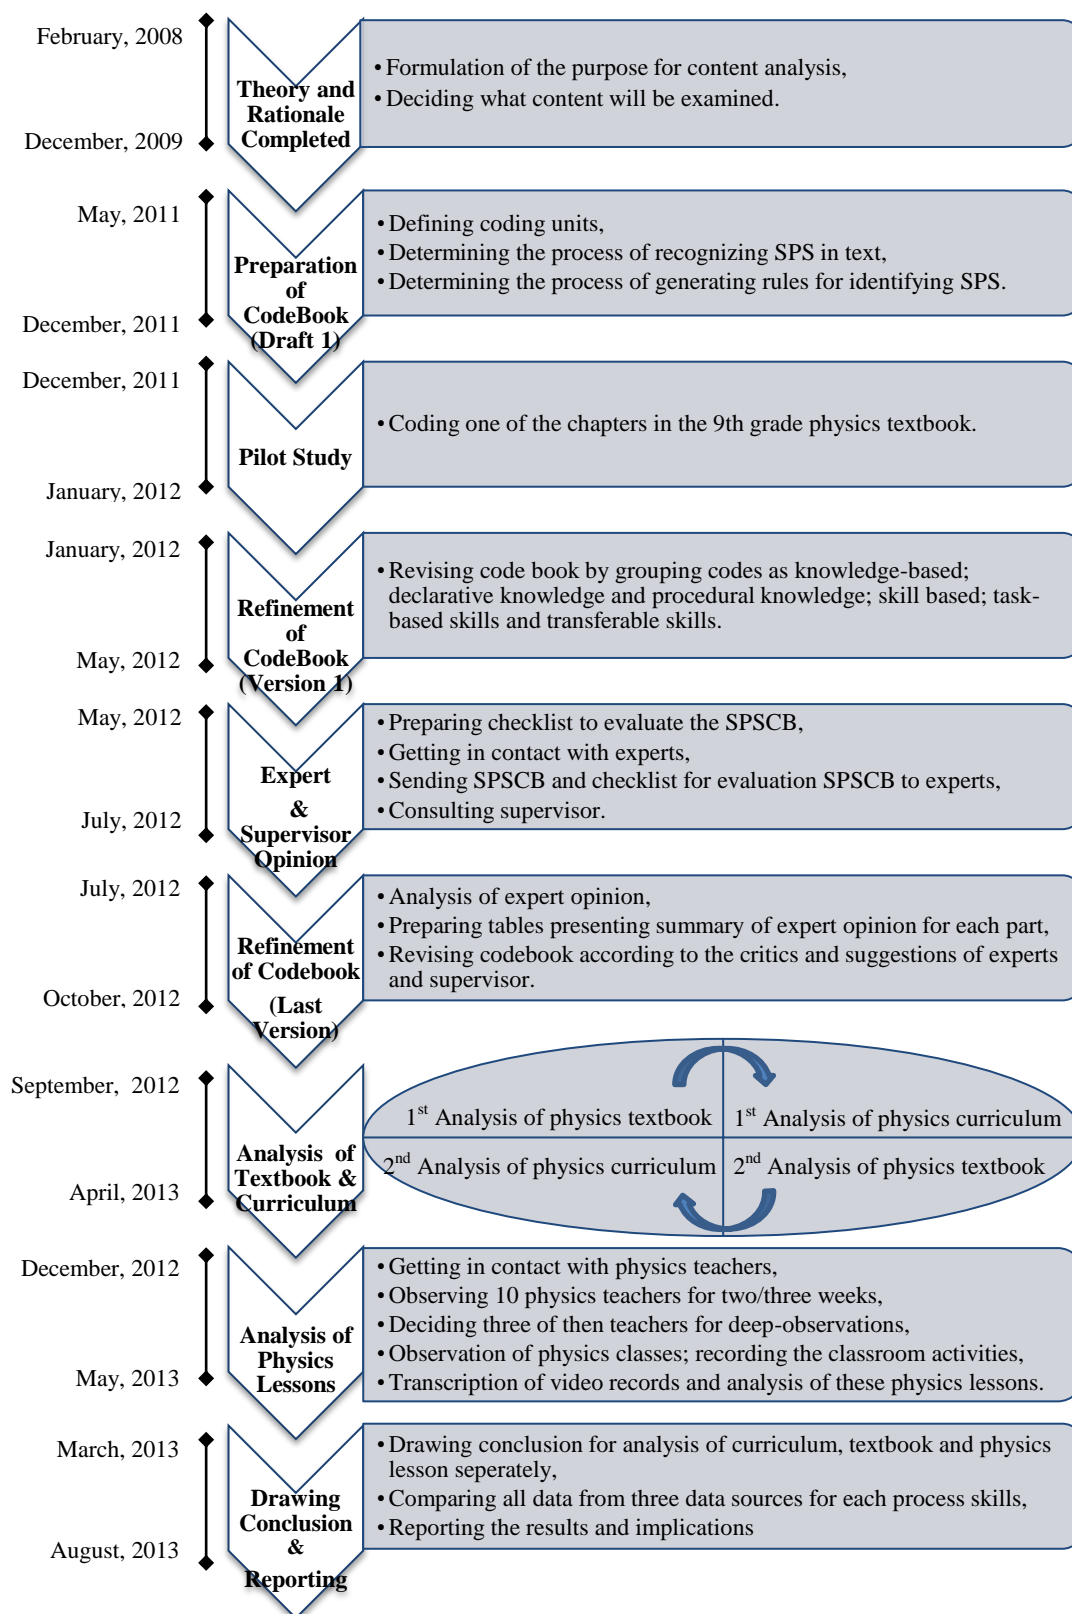 February, 2008
December, 2009
Theory and
Rationale
Completed
• Formulation of the purpose for content analysis,
• Deciding what content will be examined.
May, 2011
December, 2011
Preparation
of
CodeBook
(Draft 1)
• Defining coding units,
• Determining the process of recognizing SPS in text,
• Determining the process of generating rules for identifying SPS.
December, 2011
January, 2012
Pilot Study
• Coding one of the chapters in the 9th grade physics textbook.
January, 2012
May, 2012
Refinement
of
CodeBook
(Version 1)
• Revising code book by grouping codes as knowledge-based;
declarative knowledge and procedural knowledge; skill based; task-
based skills and transferable skills.
May, 2012
July, 2012
Expert
&
Supervisor
Opinion
• Preparing checklist to evaluate the SPSCB,
• Getting in contact with experts,
• Sending SPSCB and checklist for evaluation SPSCB to experts,
• Consulting supervisor.
July, 2012
October, 2012
Refinement
of Codebook
(Last
Version)
• Analysis of expert opinion,
• Preparing tables presenting summary of expert opinion for each part,
• Revising codebook according to the critics and suggestions of experts
and supervisor.
September, 2012
April, 2013
Analysis of
Textbook &
Curriculum
1st Analysis of physics textbook
1st Analysis of physics curriculum
2nd Analysis of physics curriculum
2nd Analysis of physics textbook
December, 2012
May, 2013
Analysis of
Physics
Lessons
• Getting in contact with physics teachers,
• Observing 10 physics teachers for two/three weeks,
• Deciding three of then teachers for deep-observations,
• Observation of physics classes; recording the classroom activities,
• Transcription of video records and analysis of these physics lessons.
March, 2013
August, 2013
Drawing
Conclusion
&
Reporting
• Drawing conclusion for analysis of curriculum, textbook and physics
lesson seperately,
• Comparing all data from three data sources for each process skills,
• Reporting the results and implications